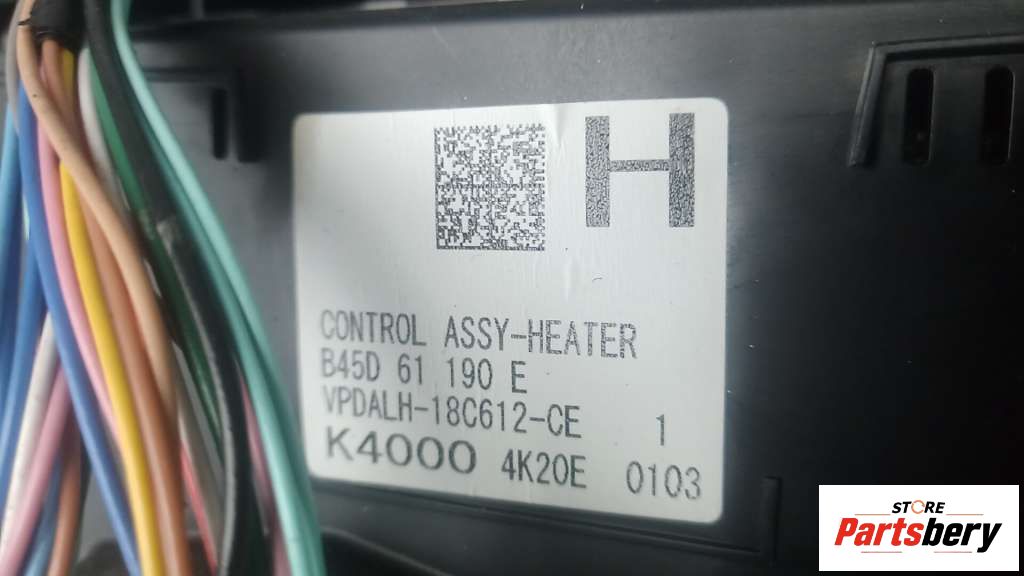 H
CONTROL ASSY-HEATER
B45D 61 190 E
VPDALH-18C612-CE 1
K4000 4K20E 0103
STORE
Partsbery